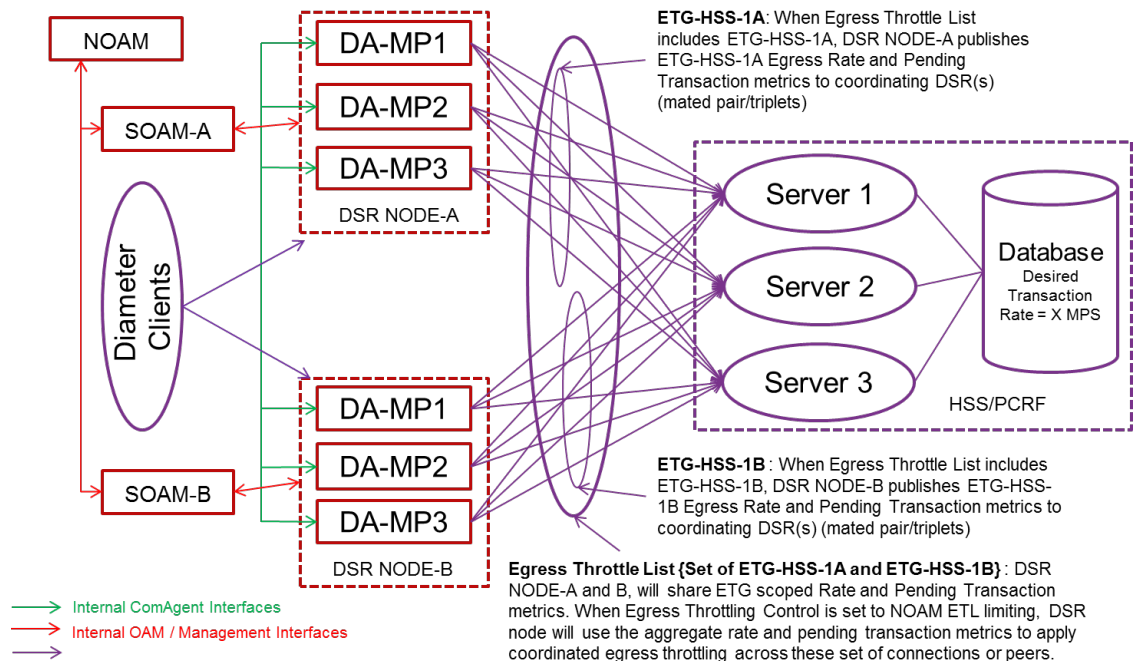 NOAM
SOAM-A
Diameter
Clients
SOAM-B
DA-MP1
DA-MP2
DA-MP3
DSR NODE-A
DA-MP1
DA-MP2
DA-MP3
DSR NODE-B
ETG-HSS-1A: When Egress Throttle List
includes ETG-HSS-1A, DSR NODE-A publishes
ETG-HSS-1A Egress Rate and Pending
Transaction metrics to coordinating DSR(s)
(mated pair/triplets)
Server 1
Server 2
Server 3
Database
Desired
Transaction
Rate = X MPS
HSS/PCRF
ETG-HSS-1B: When Egress Throttle List includes
ETG-HSS-1B, DSR NODE-B publishes ETG-HSS-
1B Egress Rate and Pending Transaction metrics to
coordinating DSR(s) (mated pair/triplets)
Egress Throttle List {Set of ETG-HSS-1A and ETG-HSS-1B}: DSR
NODE-A and B, will share ETG scoped Rate and Pending Transaction
metrics. When Egress Throttling Control is set to NOAM ETL limiting, DSR
node will use the aggregate rate and pending transaction metrics to apply
coordinated egress throttling across these set of connections or peers.
Internal ComAgent Interfaces
Internal OAM / Management Interfaces